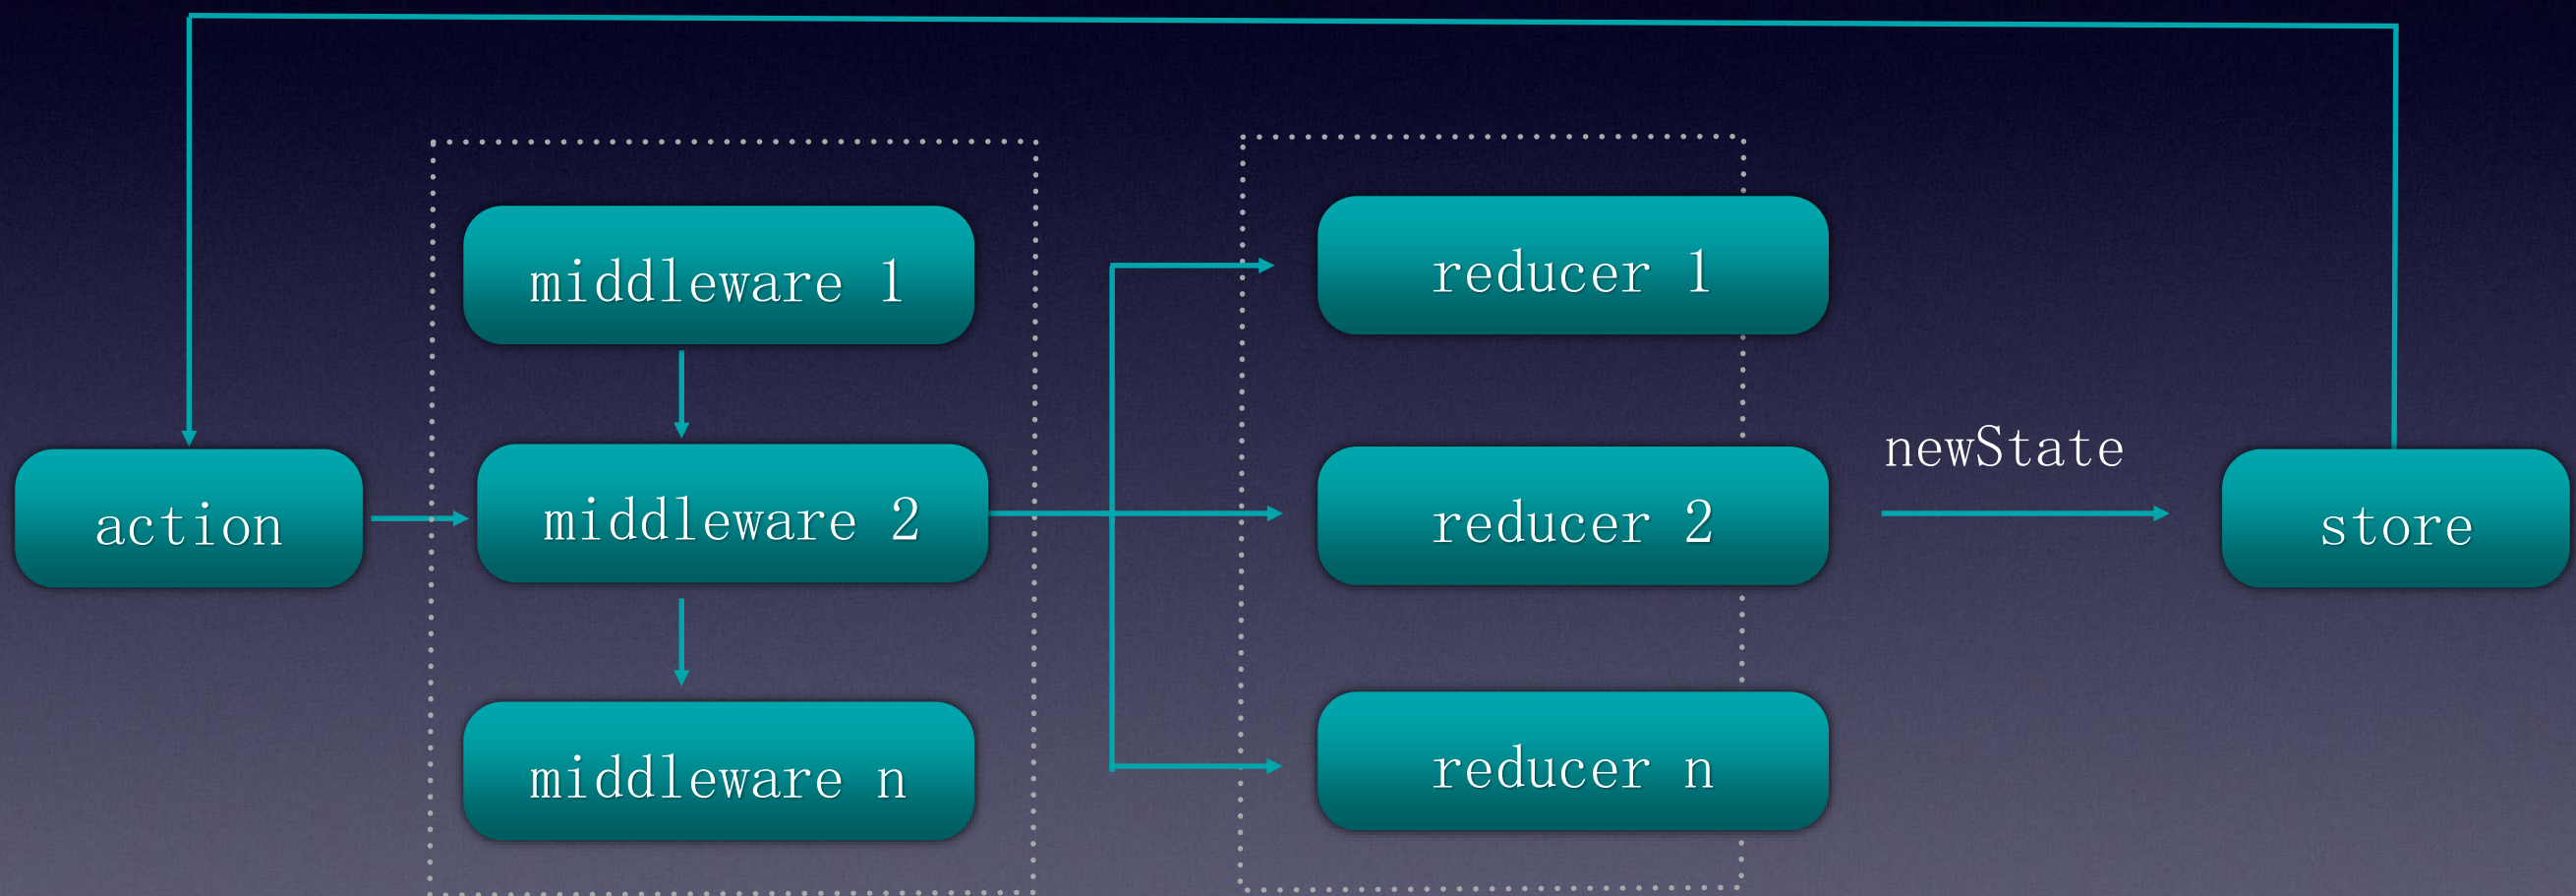 action
middleware 1
middleware 2
middleware n
reducer 1
reducer 2
reducer n
newState
store